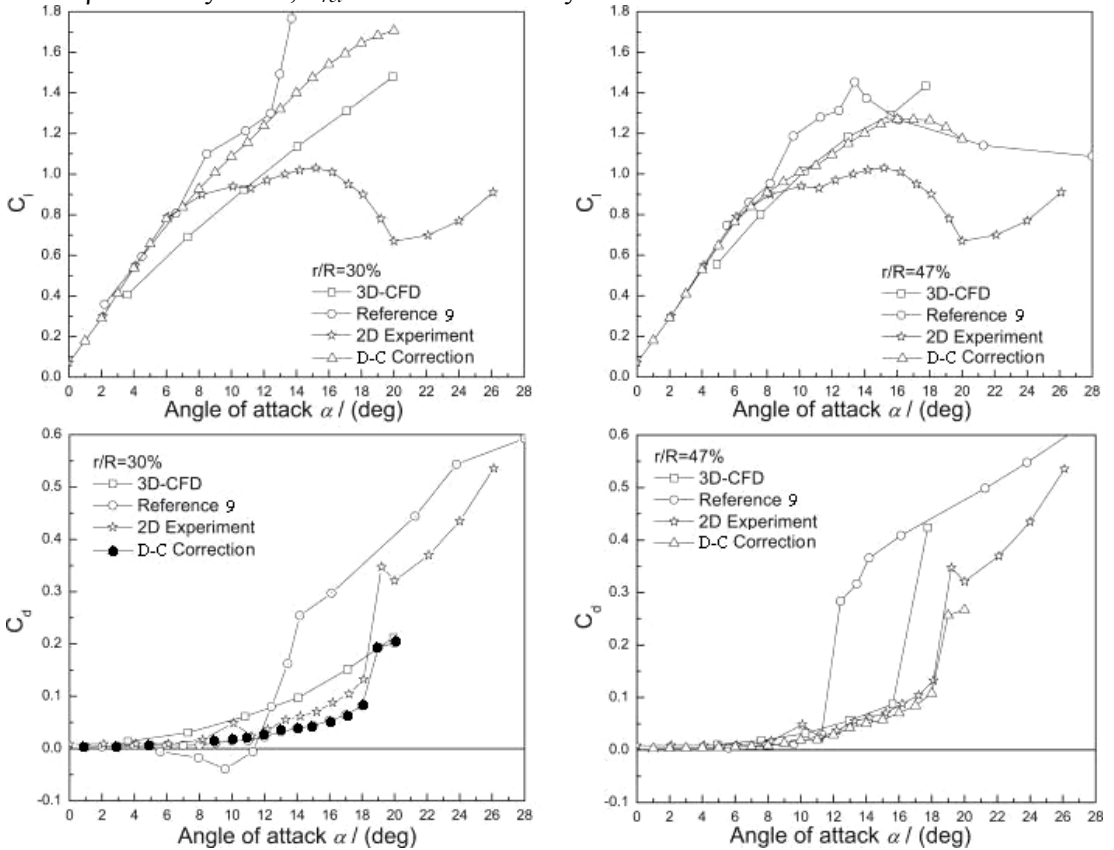 1.8
1.6
1.4
1.2
1.0
0.8
0.6
0.4
0.2
0.0
C_l
r/R=30%
3D-CFD
Reference 9
2D Experiment
D-C Correction
0 2 4 6 8 10 12 14 16 18 20 22 24 26 28
Angle of attack α / (deg)
1.8
1.6
1.4
1.2
1.0
0.8
0.6
0.4
0.2
0.0
C_l
r/R=47%
3D-CFD
Reference 9
2D Experiment
D-C Correction
0 2 4 6 8 10 12 14 16 18 20 22 24 26 28
Angle of attack α / (deg)
0.6
0.5
0.4
0.3
0.2
0.1
0.0
-0.1
C_d
r/R=30%
3D-CFD
Reference 9
2D Experiment
D-C Correction
0 2 4 6 8 10 12 14 16 18 20 22 24 26 28
Angle of attack α / (deg)
0.6
0.5
0.4
0.3
0.2
0.1
0.0
-0.1
C_d
r/R=47%
3D-CFD
Reference 9
2D Experiment
D-C Correction
0 2 4 6 8 10 12 14 16 18 20 22 24 26 28
Angle of attack α / (deg)